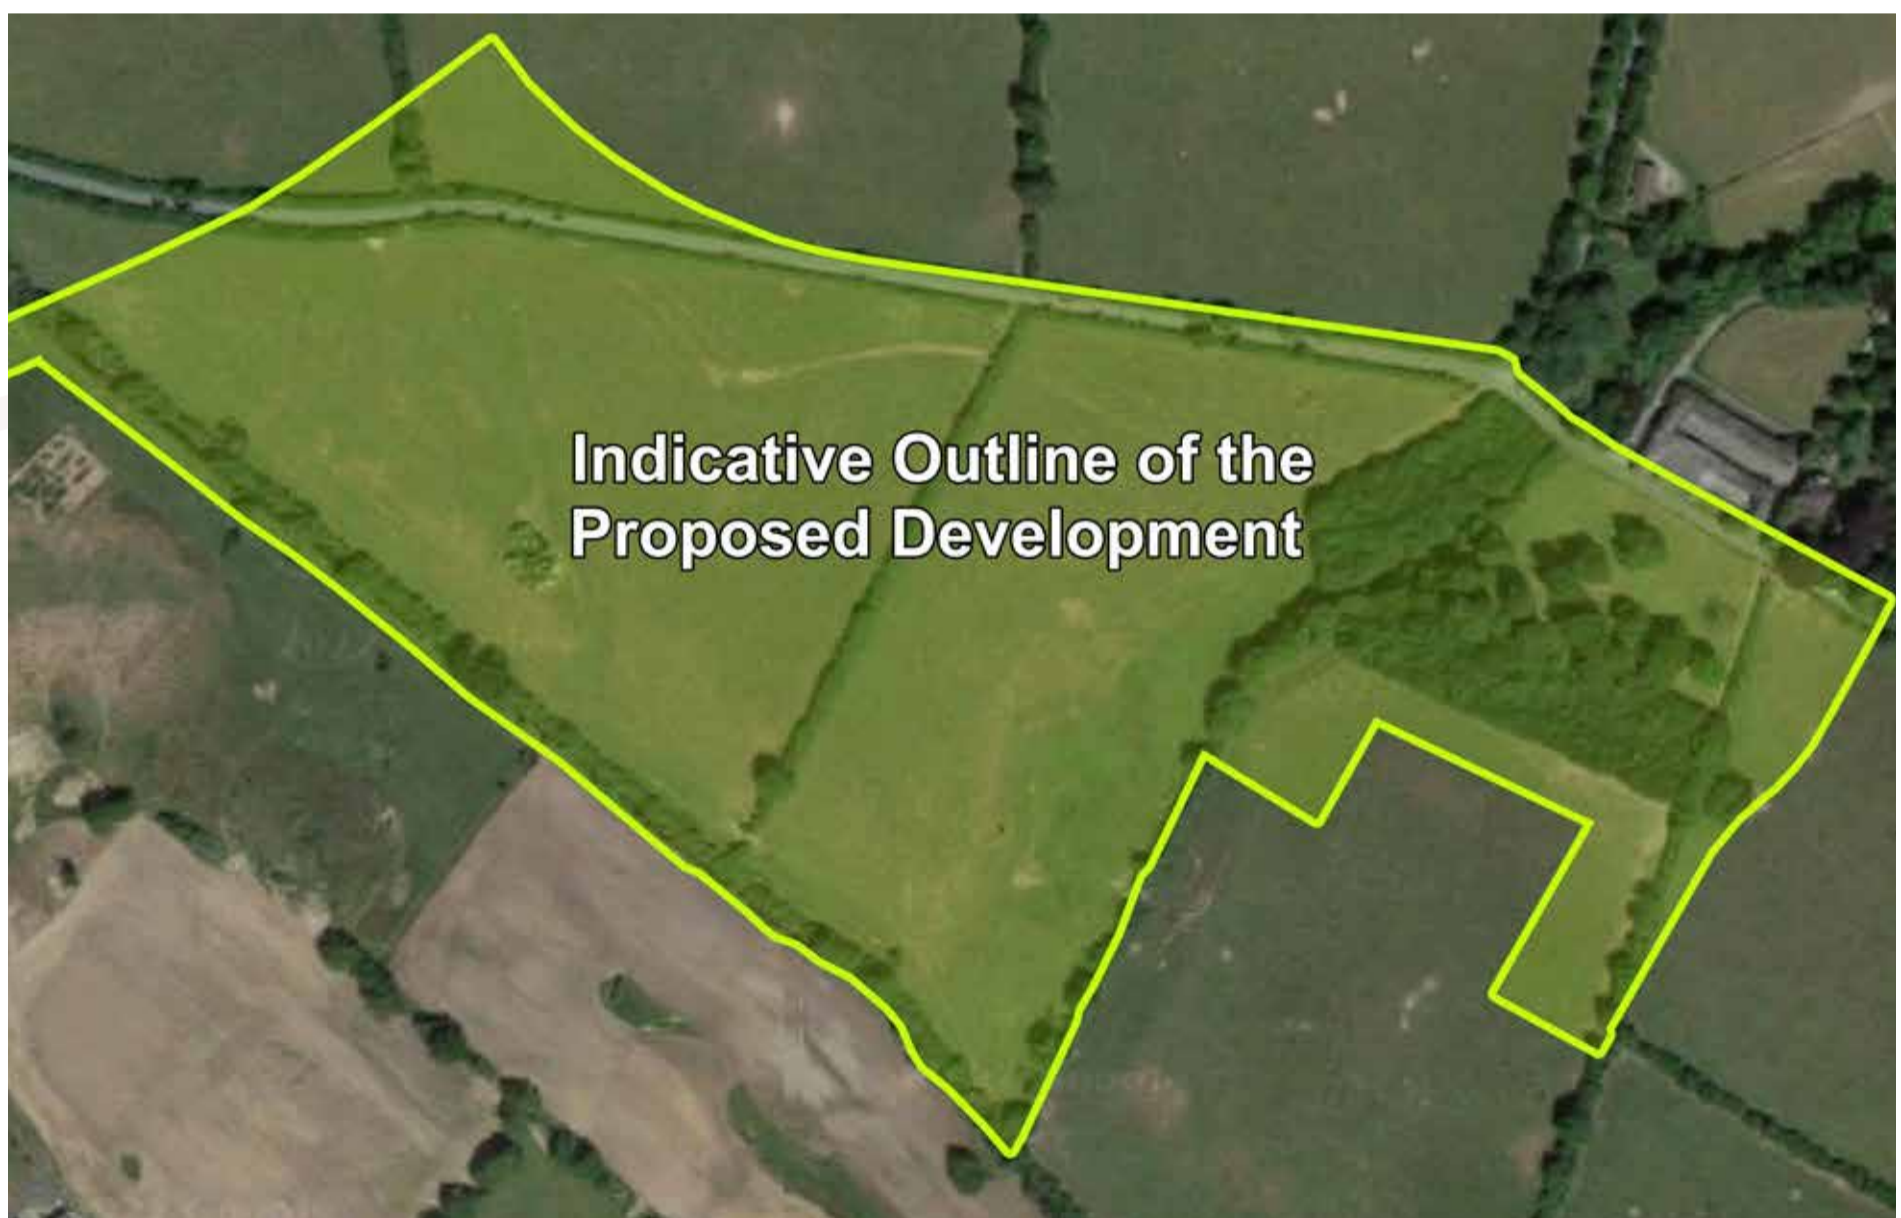 Indicative Outline of the
Proposed Development